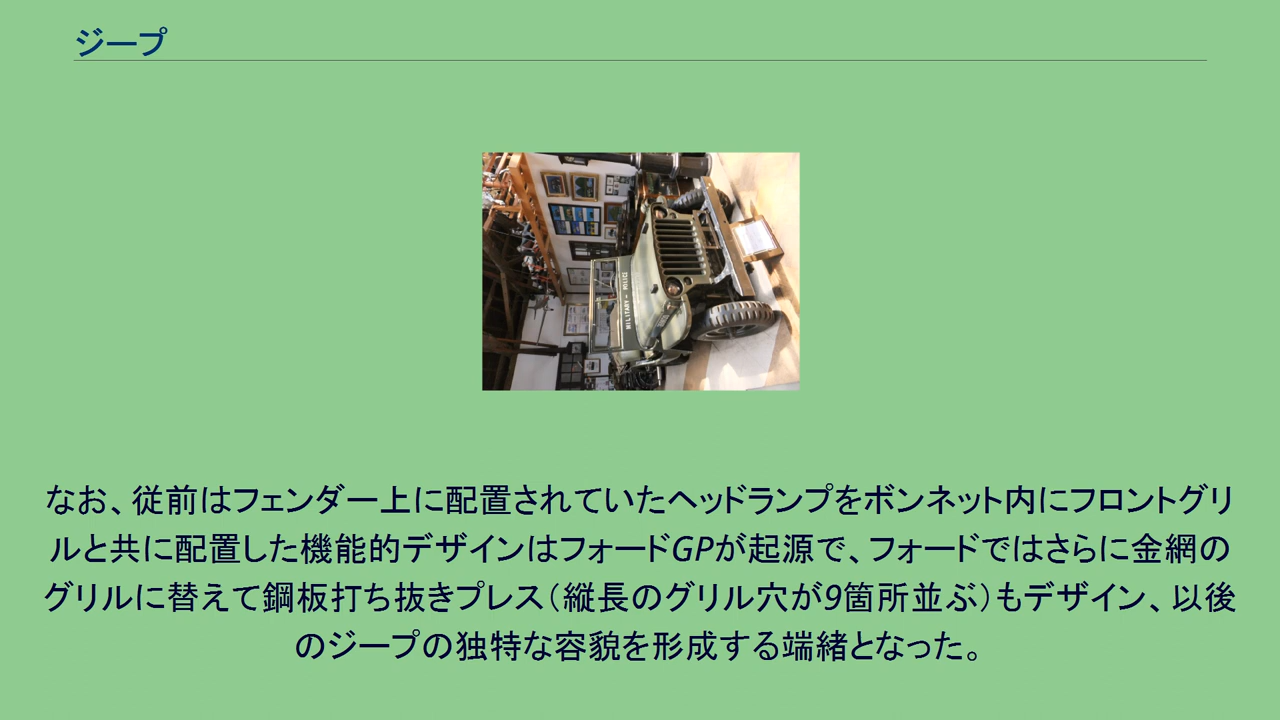 ジープ
MILITARY - POLICE
なお、従前はフェンダー上に配置されていたヘッドランプをボンネット内にフロントグリ
ルと共に配置した機能的デザインはフォードGPが起源で、フォードではさらに金網の
グリルに替えて鋼板打ち抜きプレス（縦長のグリル穴が9箇所並ぶ）もデザイン、以後
のジープの独特な容貌を形成する端緒となった。